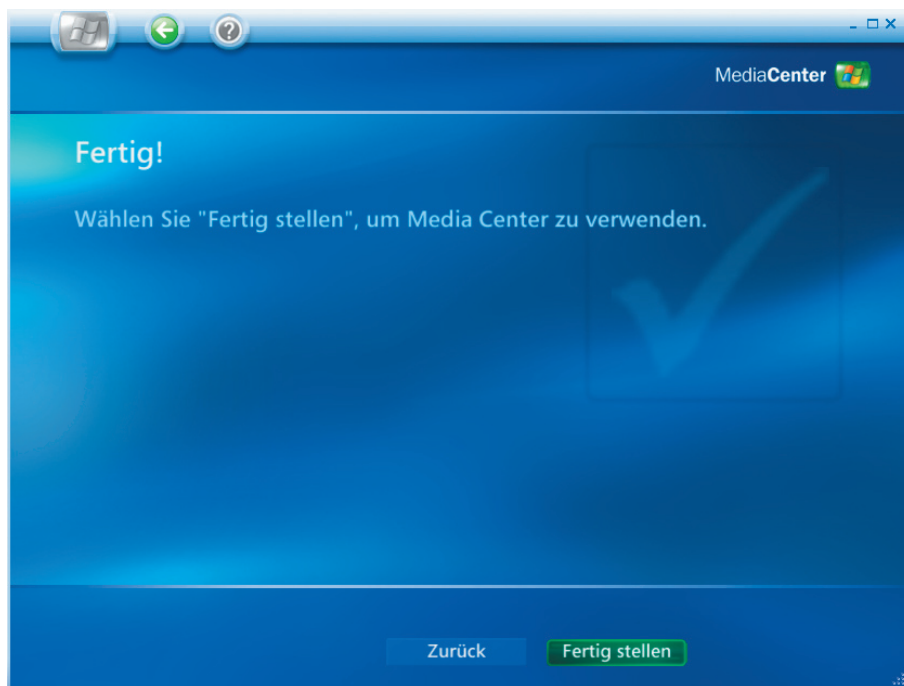 MediaCenter
Fertig!
Wählen Sie "Fertig stellen", um Media Center zu verwenden.
Zurück
Fertig stellen